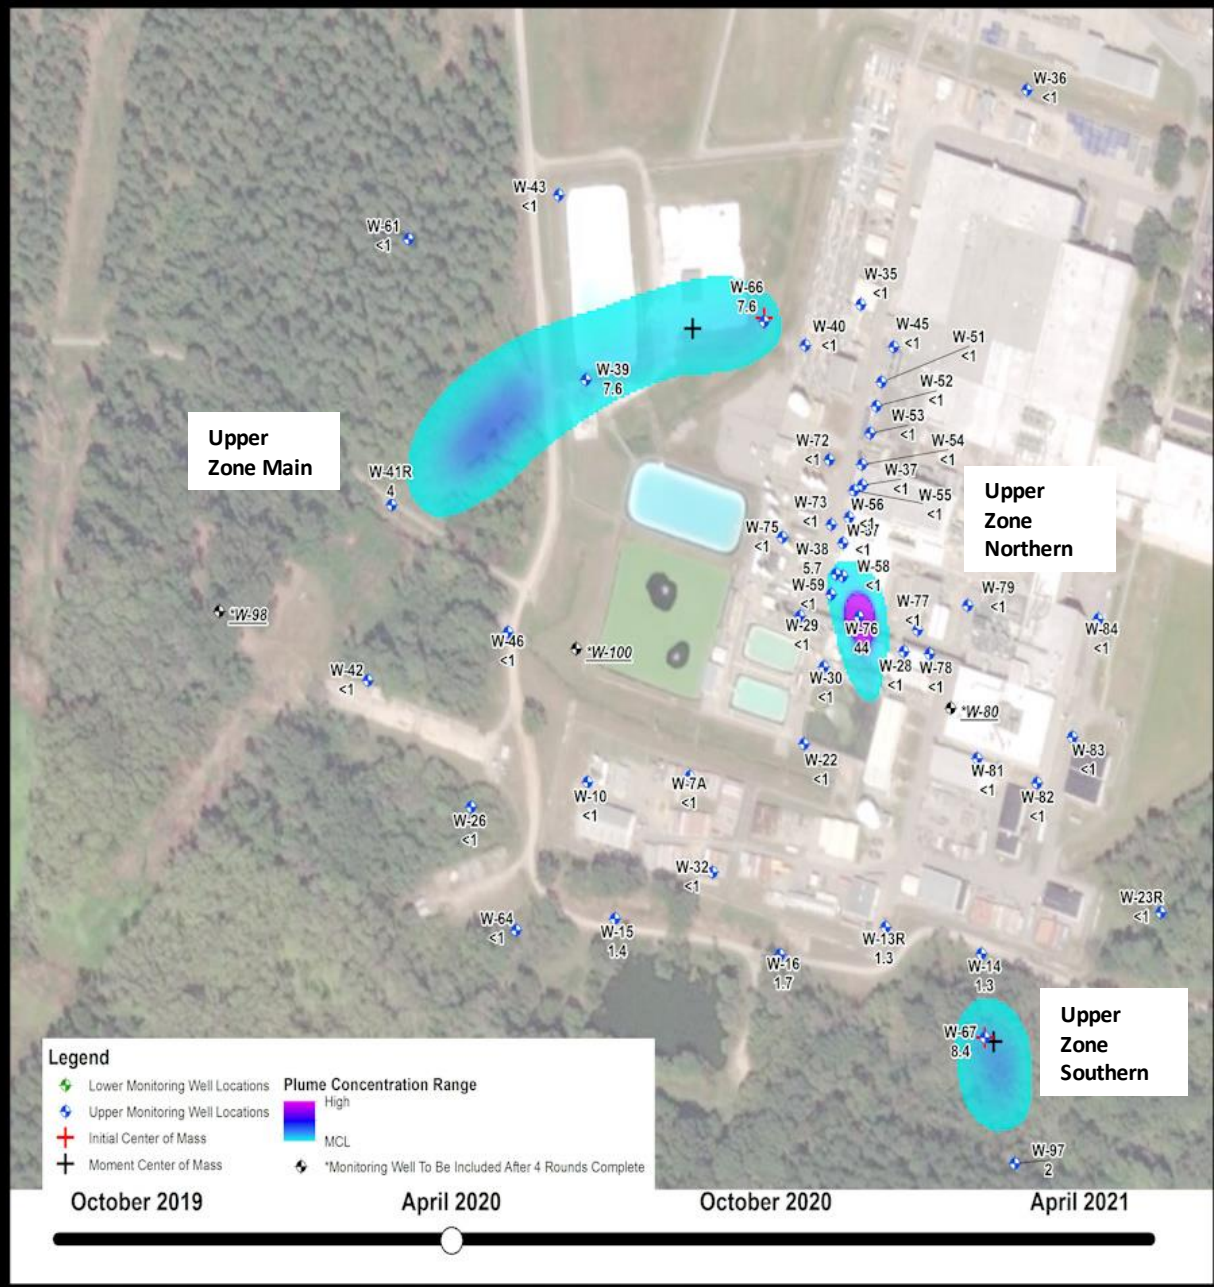 W-36
<1
W-43
<1
W-61
<1
W-35
<1
W-66
7.6
W-40
<1
W-45
<1
W-51
<1
W-39
7.6
W-52
<1
W-53
<1
Upper
Zone Main
W-72
<1
W-54
<1
W-41R
4
W-37
<1
Upper
Zone
Northern
W-55
<1
W-73
<1
W-56
<1
W-75
<1
<1
W-38
5.7
W-58
<1
W-59
<1
W-79
<1
W-77
<1
*W-98
W-29
<1
W-76
44
W-84
<1
W-46
<1
*W-100
W-28
<1
W-78
<1
W-42
<1
W-30
<1
*W-80
W-22
<1
W-83
<1
W-81
<1
W-7A
<1
W-10
<1
W-82
<1
W-26
<1
W-32
<1
W-23R
<1
W-64
<1
W-15
1.4
W-13R
1.3
W-16
1.7
W-14
1.3
Upper
Zone
Southern
W-67
8.4
W-97
2
Legend
Lower Monitoring Well Locations
Upper Monitoring Well Locations
Initial Center of Mass
Moment Center of Mass
Plume Concentration Range
High
MCL
*Monitoring Well To Be Included After 4 Rounds Complete
October 2019 April 2020 October 2020 April 2021